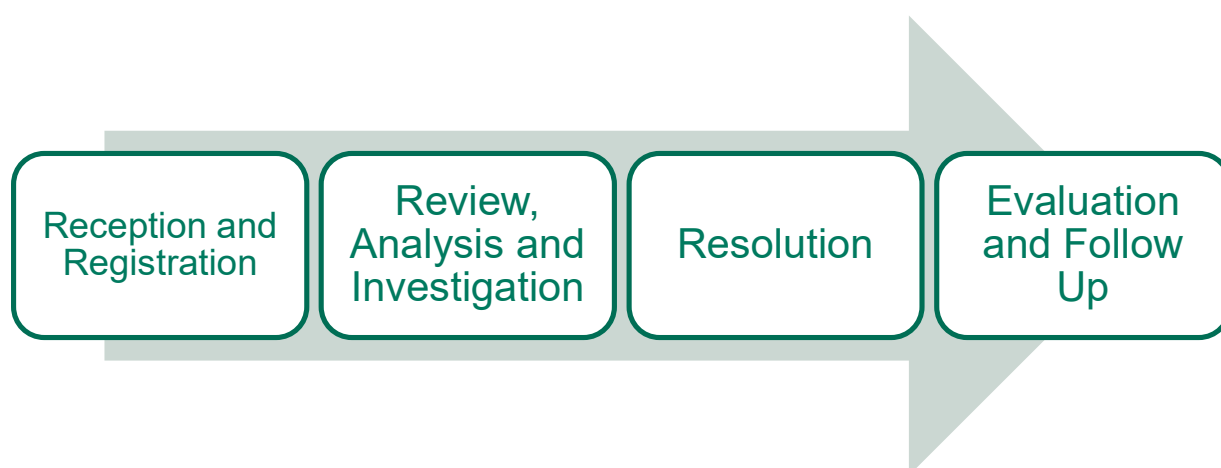 Reception and
Registration
Review,
Analysis and
Investigation
Resolution
Evaluation
and Follow
Up